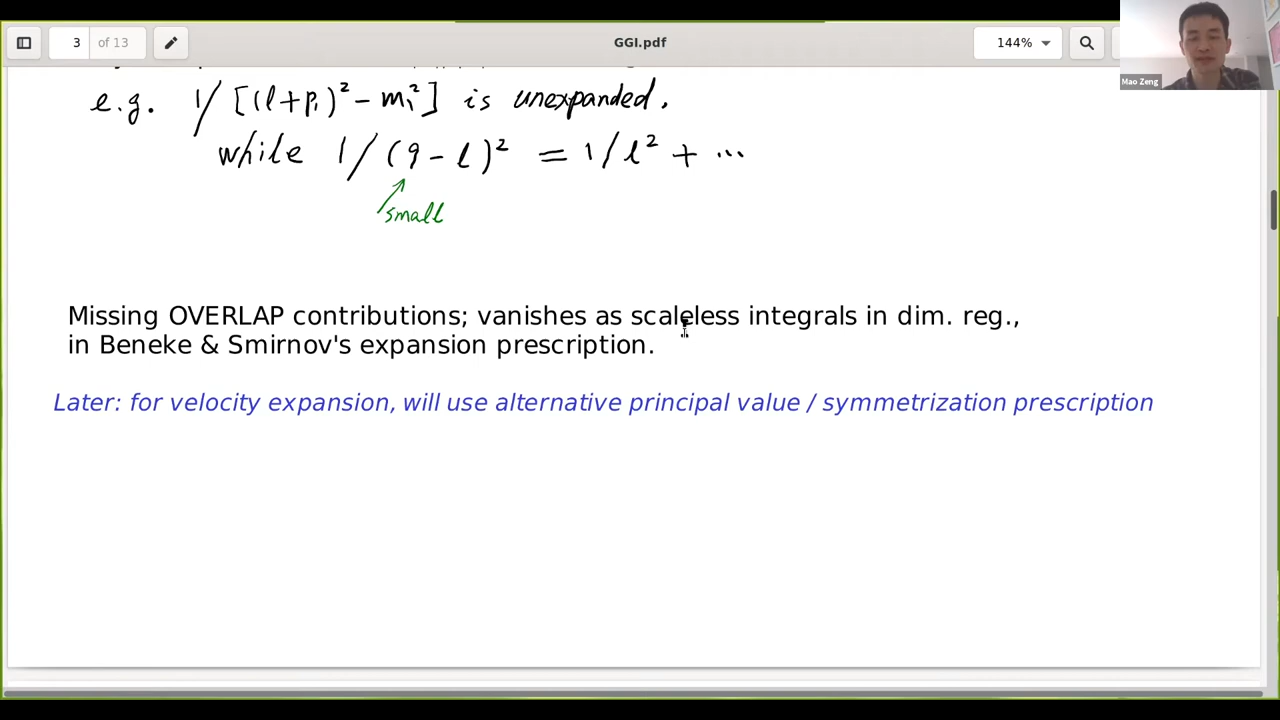 3 of 13
GGI.pdf
144%
Mao Zeng
e.g. 1/[(l+p₁)²-m₁²] is unexpanded.
while 1/(q-l)² = 1/l² + ...
small
Missing OVERLAP contributions; vanishes as scaleless integrals in dim. reg.,
in Beneke & Smirnov's expansion prescription.
Later: for velocity expansion, will use alternative principal value / symmetrization prescription